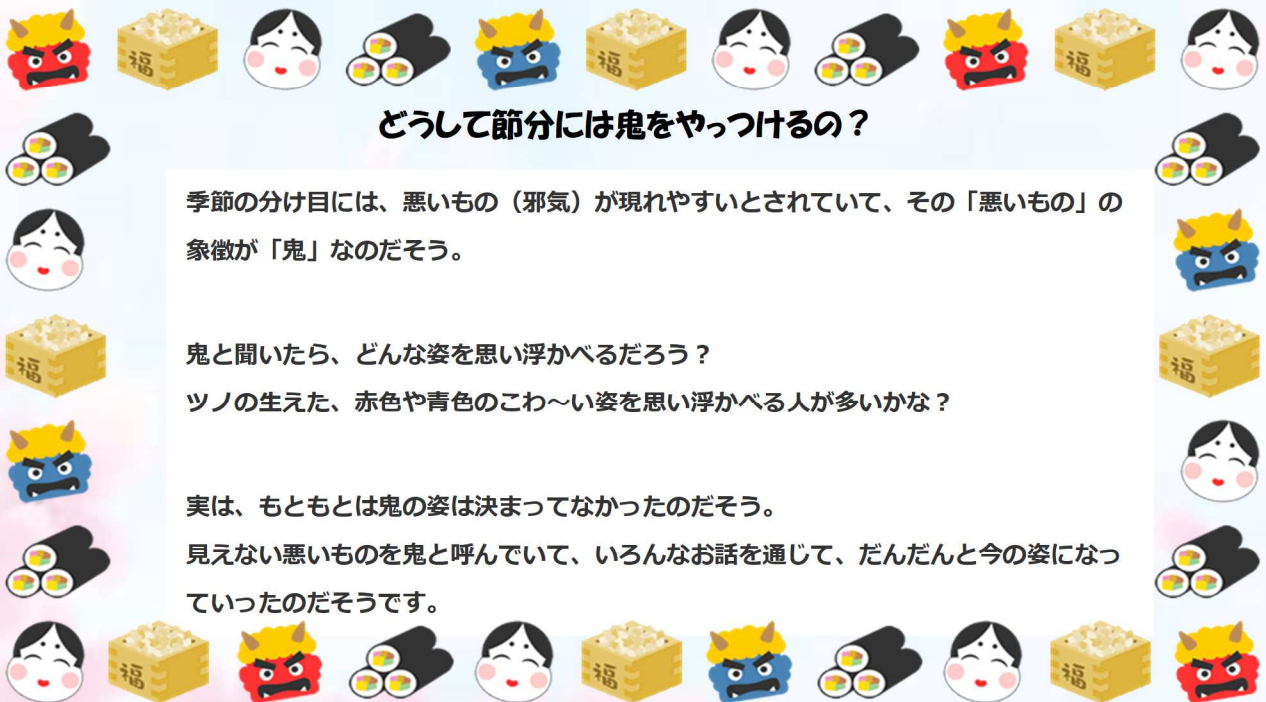 福
福
福
どうして節分には鬼をやっつけるの？
季節の分け目には、悪いもの（邪気）が現れやすいとされていて、その「悪いもの」の
象徴が「鬼」なのだそう。
鬼と聞いたら、どんな姿を思い浮かべるだろう？
ツノの生えた、赤色や青色のこわ～い姿を思い浮かべる人が多いかな？
福
福
実は、もともとは鬼の姿は決まってなかったのだそう。
見えない悪いものを鬼と呼んでいて、いろんなお話を通じて、だんだんと今の姿になっ
ていったのだそうです。
福
福
福